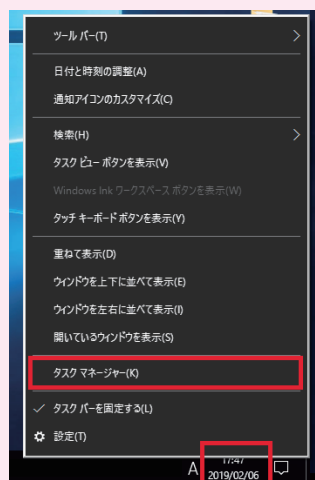 ツール バー(T)
日付と時刻の調整(A)
通知アイコンのカスタマイズ(C)
検索(H)
タスク ビュー ボタンを表示(V)
Windows Ink ワークスペース ボタンを表示(W)
タッチ キーボード ボタンを表示(Y)
重ねて表示(D)
ウィンドウを上下に並べて表示(E)
ウィンドウを左右に並べて表示(I)
開いているウィンドウを表示(S)
タスク マネージャー(K)
タスク バーを固定する(L)
設定(T)
A
17:47
2019/02/06